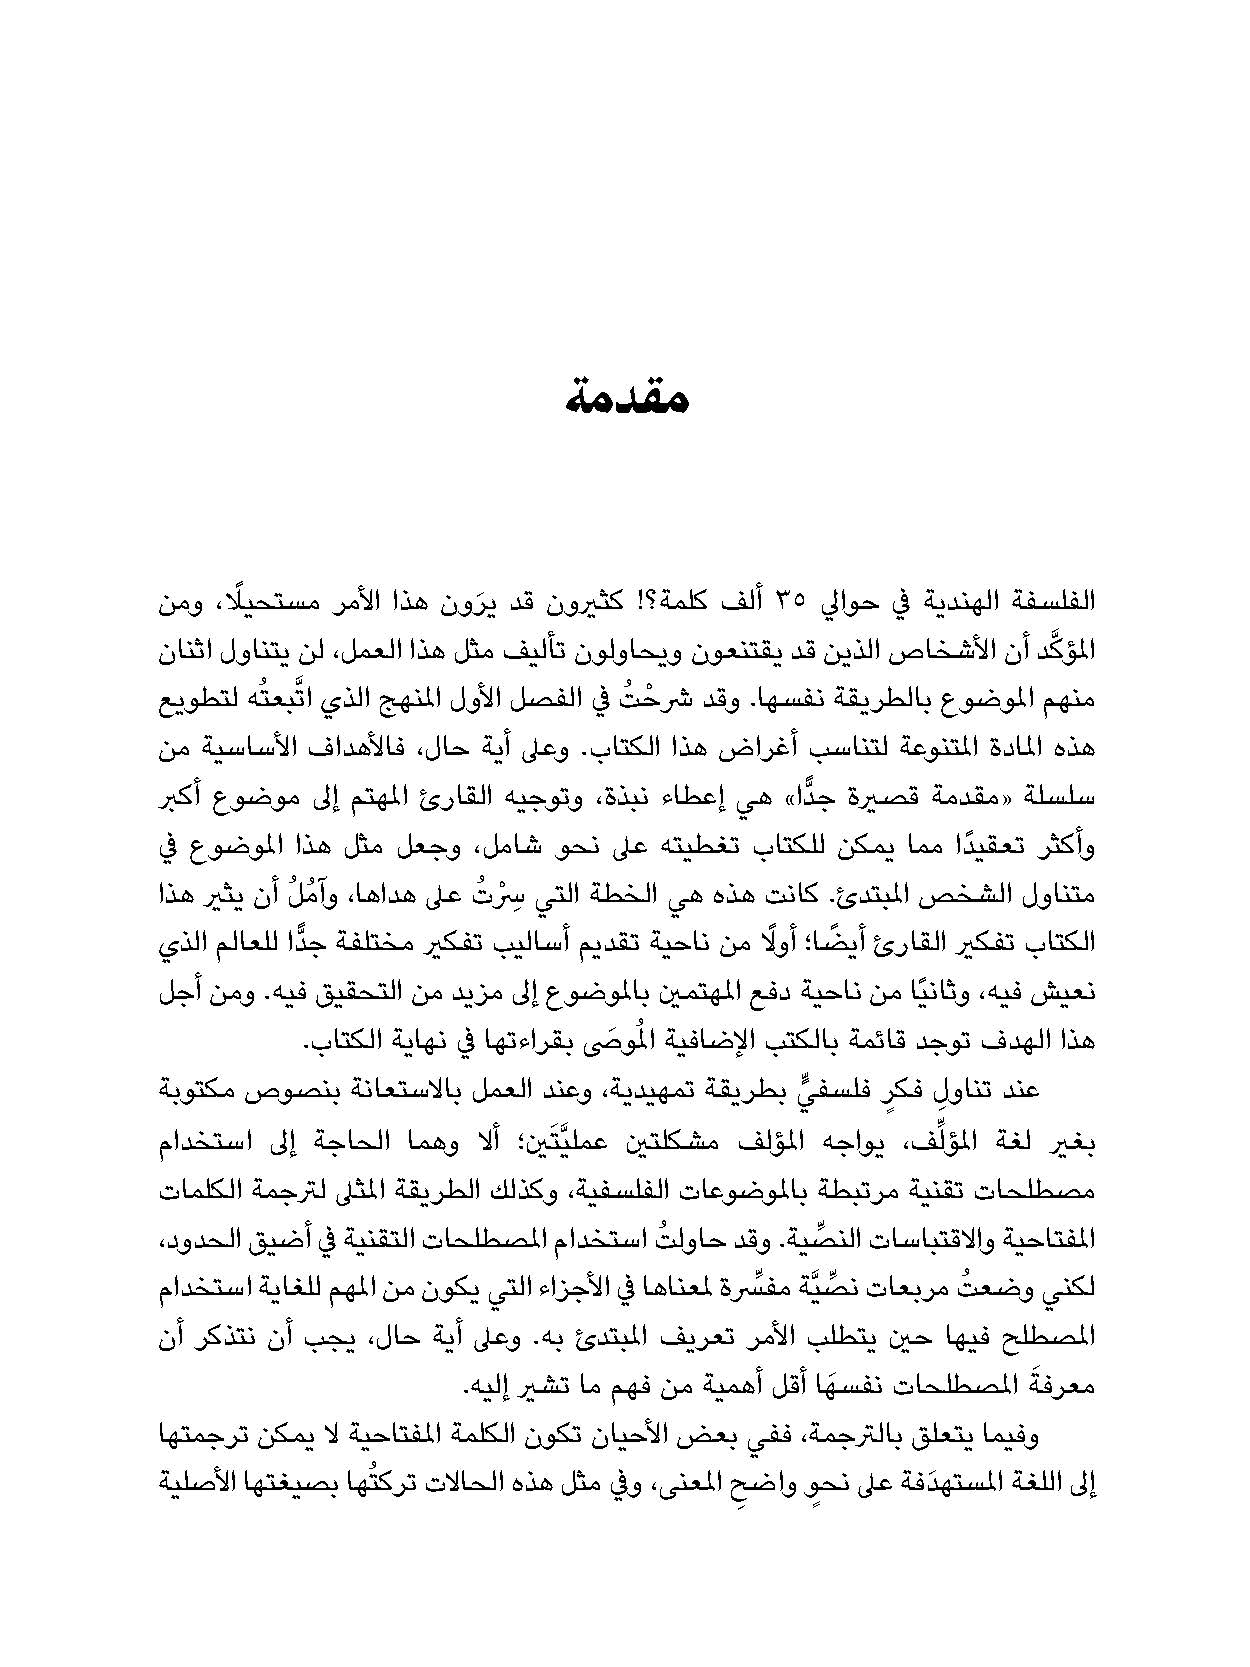 مقدمة
الفلسفة الهندية في حوالي ٣٥ ألف كلمة؟! كثيرون قد يرَون هذا الأمر مستحيلًا، ومن
المؤكَّد أن الأشخاص الذين قد يقتنعون ويحاولون تأليف مثل هذا العمل، لن يتناول اثنان
منهم الموضوع بالطريقة نفسها. وقد شرحْتُ في الفصل الأول المنهج الذي اتَّبعتُه لتطويع
هذه المادة المتنوعة لتناسب أغراض هذا الكتاب. وعلى أية حال، فالأهداف الأساسية من
سلسلة «مقدمة قصيرة جدًّا» هي إعطاء نبذة، وتوجيه القارئ المهتم إلى موضوع أكبر
وأكثر تعقيدًا مما يمكن للكتاب تغطيته على نحو شامل، وجعل مثل هذا الموضوع في
متناول الشخص المبتدئ. كانت هذه هي الخطة التي سِرْتُ على هداها، وآمُلُ أن يثير هذا
الكتاب تفكير القارئ أيضًا؛ أولًا من ناحية تقديم أساليب تفكير مختلفة جدًّا للعالم الذي
نعيش فيه، وثانيًا من ناحية دفع المهتمين بالموضوع إلى مزيد من التحقيق فيه. ومن أجل
هذا الهدف توجد قائمة بالكتب الإضافية المُوصَى بقراءتها في نهاية الكتاب.
عند تناولِ فكرٍ فلسفيٍّ بطريقة تمهيدية، وعند العمل بالاستعانة بنصوص مكتوبة
بغير لغة المؤلِّف، يواجه المؤلف مشكلتين عمليَّتَين؛ ألا وهما الحاجة إلى استخدام
مصطلحات تقنية مرتبطة بالموضوعات الفلسفية، وكذلك الطريقة المثلى لترجمة الكلمات
المفتاحية والاقتباسات النصِّية. وقد حاولتُ استخدام المصطلحات التقنية في أضيق الحدود،
لكني وضعتُ مربعات نصِّيَّة مفسِّرة لمعناها في الأجزاء التي يكون من المهم للغاية استخدام
المصطلح فيها حين يتطلب الأمر تعريف المبتدئ به. وعلى أية حال، يجب أن نتذكر أن
معرفةَ المصطلحات نفسهَا أقل أهمية من فهم ما تشير إليه.
وفيما يتعلق بالترجمة، ففي بعض الأحيان تكون الكلمة المفتاحية لا يمكن ترجمتها
إلى اللغة المستهدَفة على نحوٍ واضحِ المعنى، وفي مثل هذه الحالات تركتُها بصيغتها الأصلية